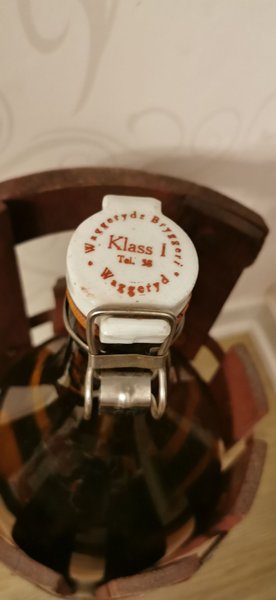 Waggeryds Bryggeri
Klass I
Tel. 38
• Waggeryd •